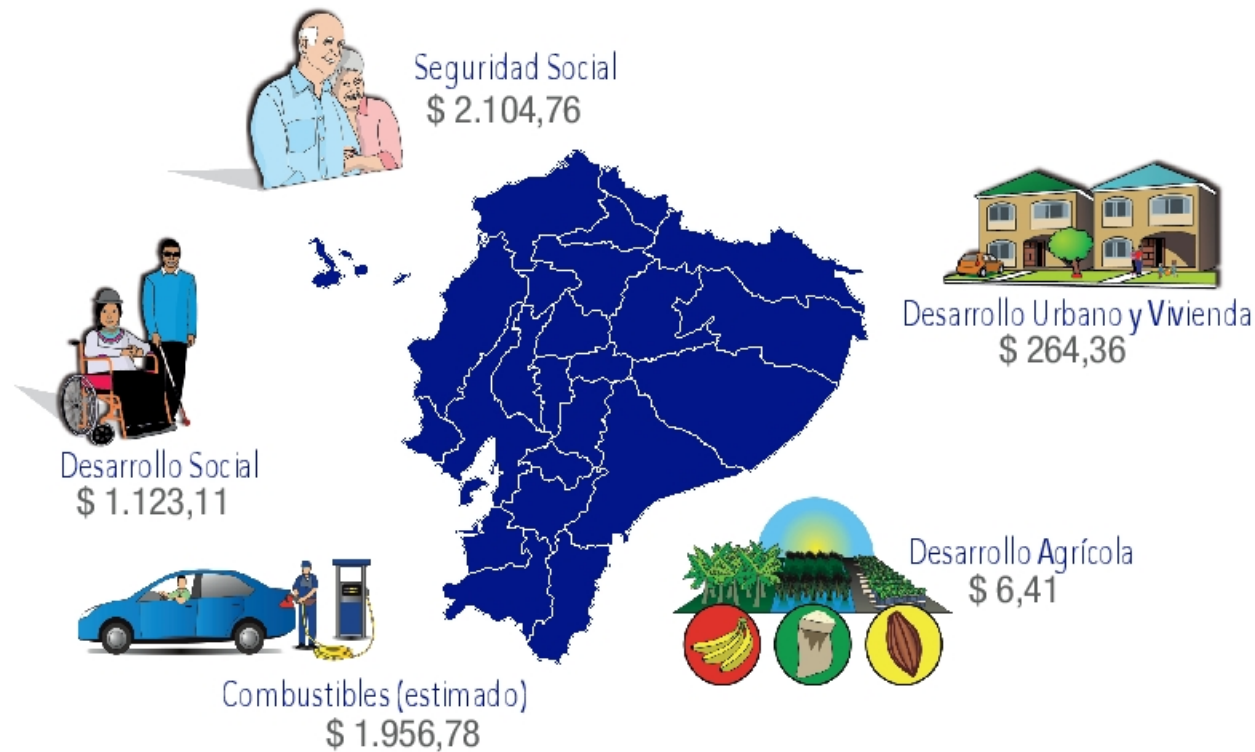 Seguridad Social
$ 2.104,76
Desarrollo Urbano y Vivienda
$ 264,36
Desarrollo Social
$ 1.123,11
Desarrollo Agrícola
$ 6,41
Combustibles (estimado)
$ 1.956,78